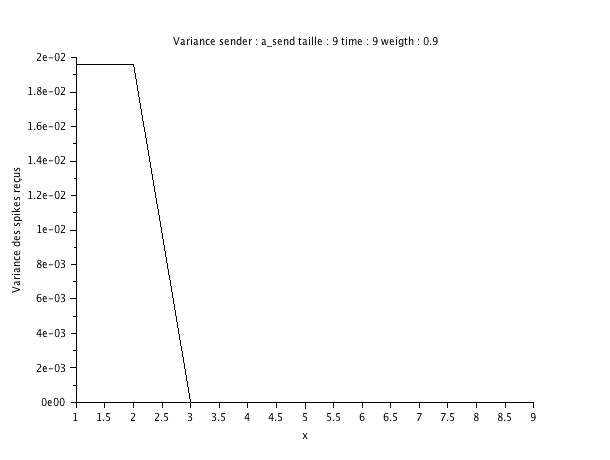 Variance sender : a_send taille : 9 time : 9 weigth : 0.9
2e−02
1.8e−02
1.6e−02
1.4e−02
1.2e−02
1e−02
8e−03
6e−03
4e−03
2e−03
0e00
Variance des spikes reçus
1 1.5 2 2.5 3 3.5 4 4.5 5 5.5 6 6.5 7 7.5 8 8.5 9
x